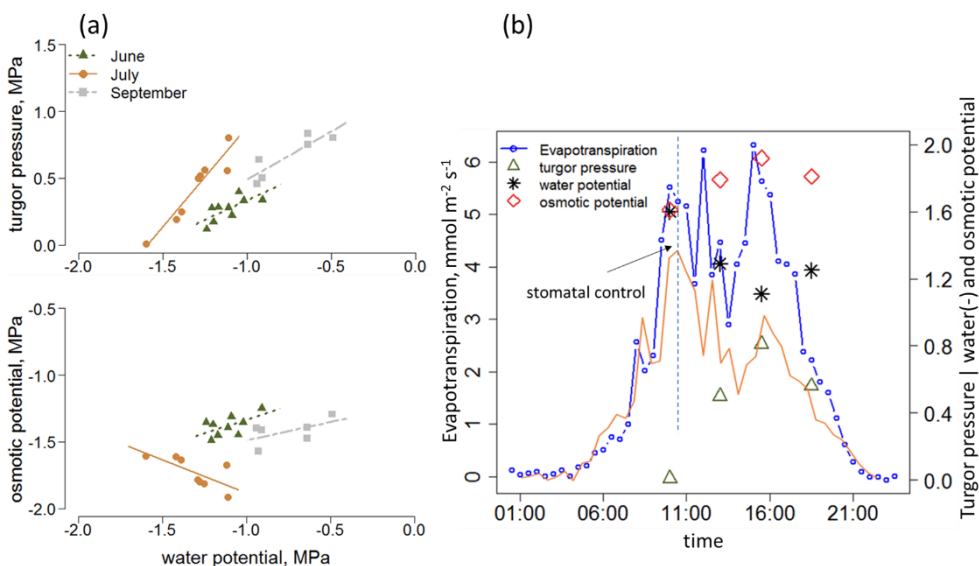 (a)
(b)
turgor pressure, MPa
1.5
1.0
0.5
0.0
June
July
September
-2.0
-1.5
-1.0
-0.5
0.0
osmotic potential, MPa
-0.5
-1.0
-1.5
-2.0
-2.0
-1.5
-1.0
-0.5
0.0
water potential, MPa
Evapotranspiration, mmol m⁻² s⁻¹
6
5
4
3
2
1
0
Evapotranspiration
turgor pressure
water potential
osmotic potential
stomatal control
2.0
1.6
1.2
0.8
0.4
0.0
Turgor pressure | water(-) and osmotic potential
01:00
06:00
11:00
16:00
21:00
time